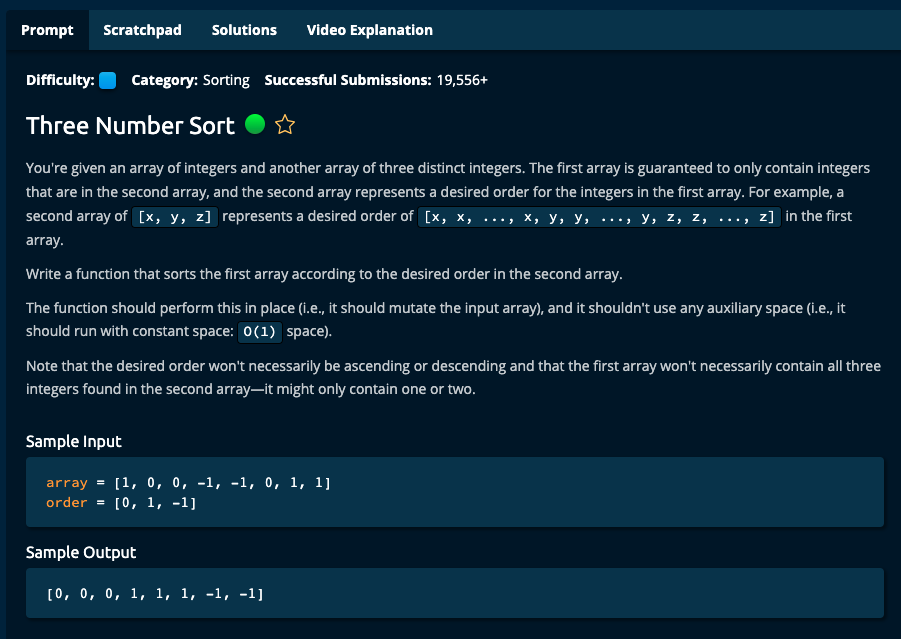 Prompt Scratchpad Solutions Video Explanation
Difficulty: Category: Sorting Successful Submissions: 19,556+
Three Number Sort
You're given an array of integers and another array of three distinct integers. The first array is guaranteed to only contain integers
that are in the second array, and the second array represents a desired order for the integers in the first array. For example, a
second array of [x, y, z] represents a desired order of [x, x, ..., x, y, y, ..., y, z, z, ..., z] in the first
array.
Write a function that sorts the first array according to the desired order in the second array.
The function should perform this in place (i.e., it should mutate the input array), and it shouldn't use any auxiliary space (i.e., it
should run with constant space: O(1) space).
Note that the desired order won't necessarily be ascending or descending and that the first array won't necessarily contain all three
integers found in the second array—it might only contain one or two.
Sample Input
array = [1, 0, 0, -1, -1, 0, 1, 1]
order = [0, 1, -1]
Sample Output
[0, 0, 0, 1, 1, 1, -1, -1]